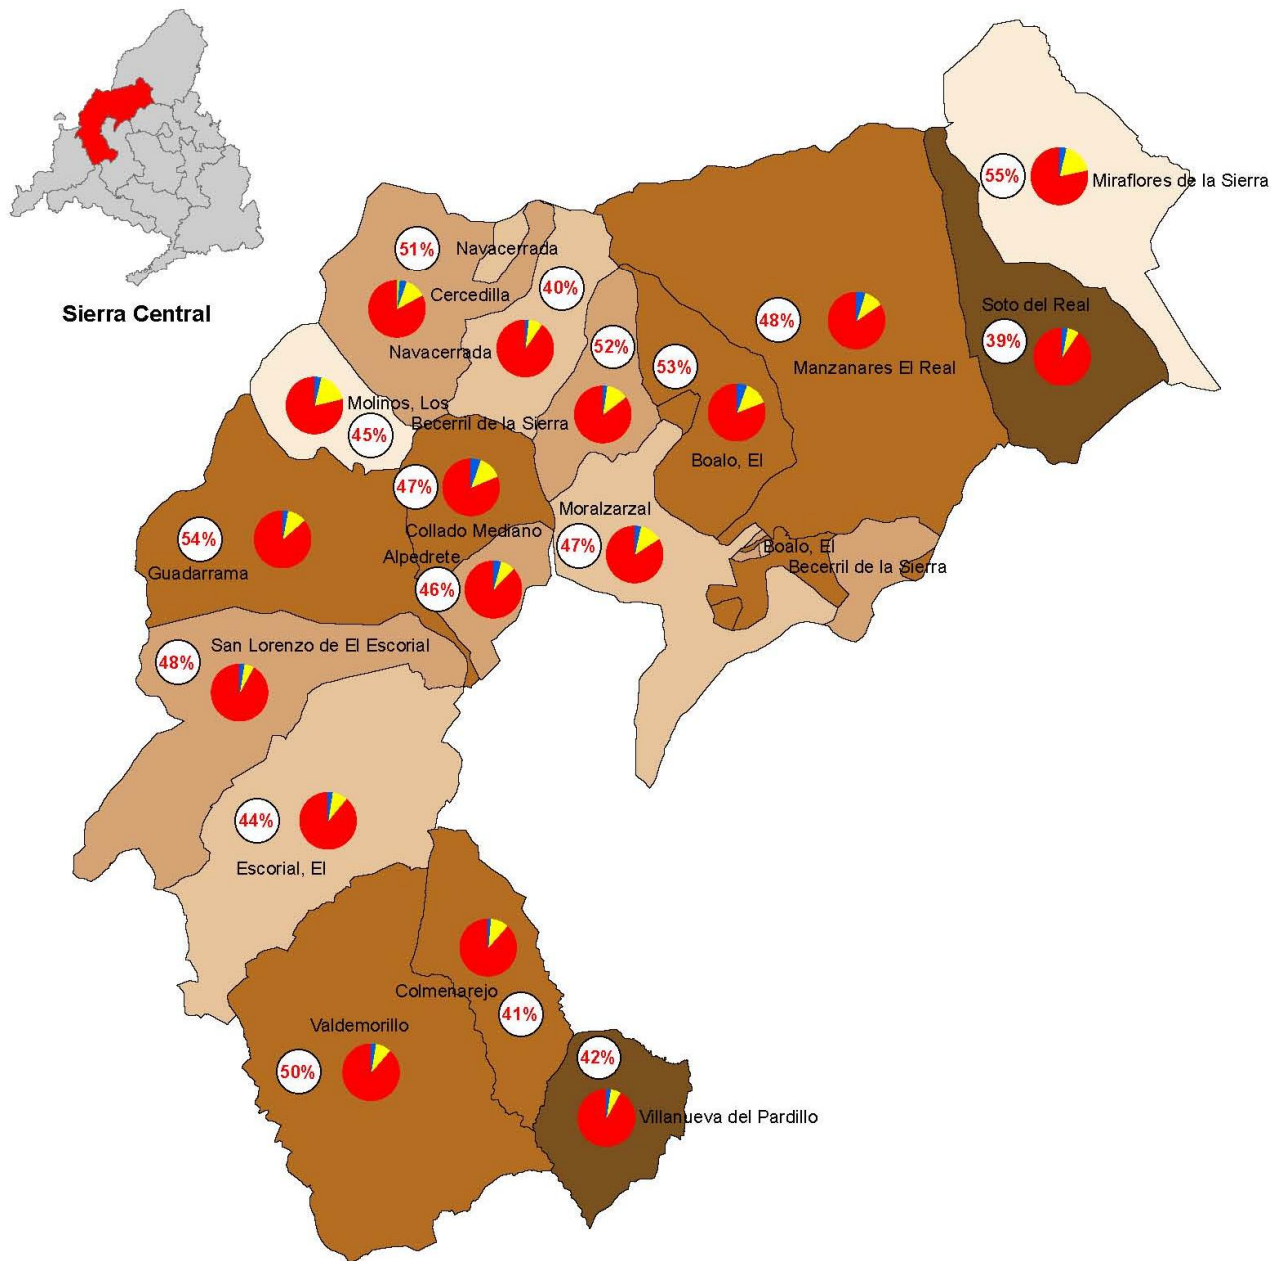 Sierra Central
55%
Miraflores de la Sierra
51%
Navacerrada
40%
Cercedilla
Soto del Real
39%
48%
Manzanares El Real
52%
53%
Navacerrada
Molinos, Los
45%
Becerril de la Sierra
Boalo, El
47%
Collado Mediano
Moralzarzal
47%
54%
Guadarrama
Alpedrete
46%
Boalo, El
Becerril de la Sierra
San Lorenzo de El Escorial
48%
44%
Escorial, El
Colmenarejo
41%
Valdemorillo
50%
42%
Villanueva del Pardillo